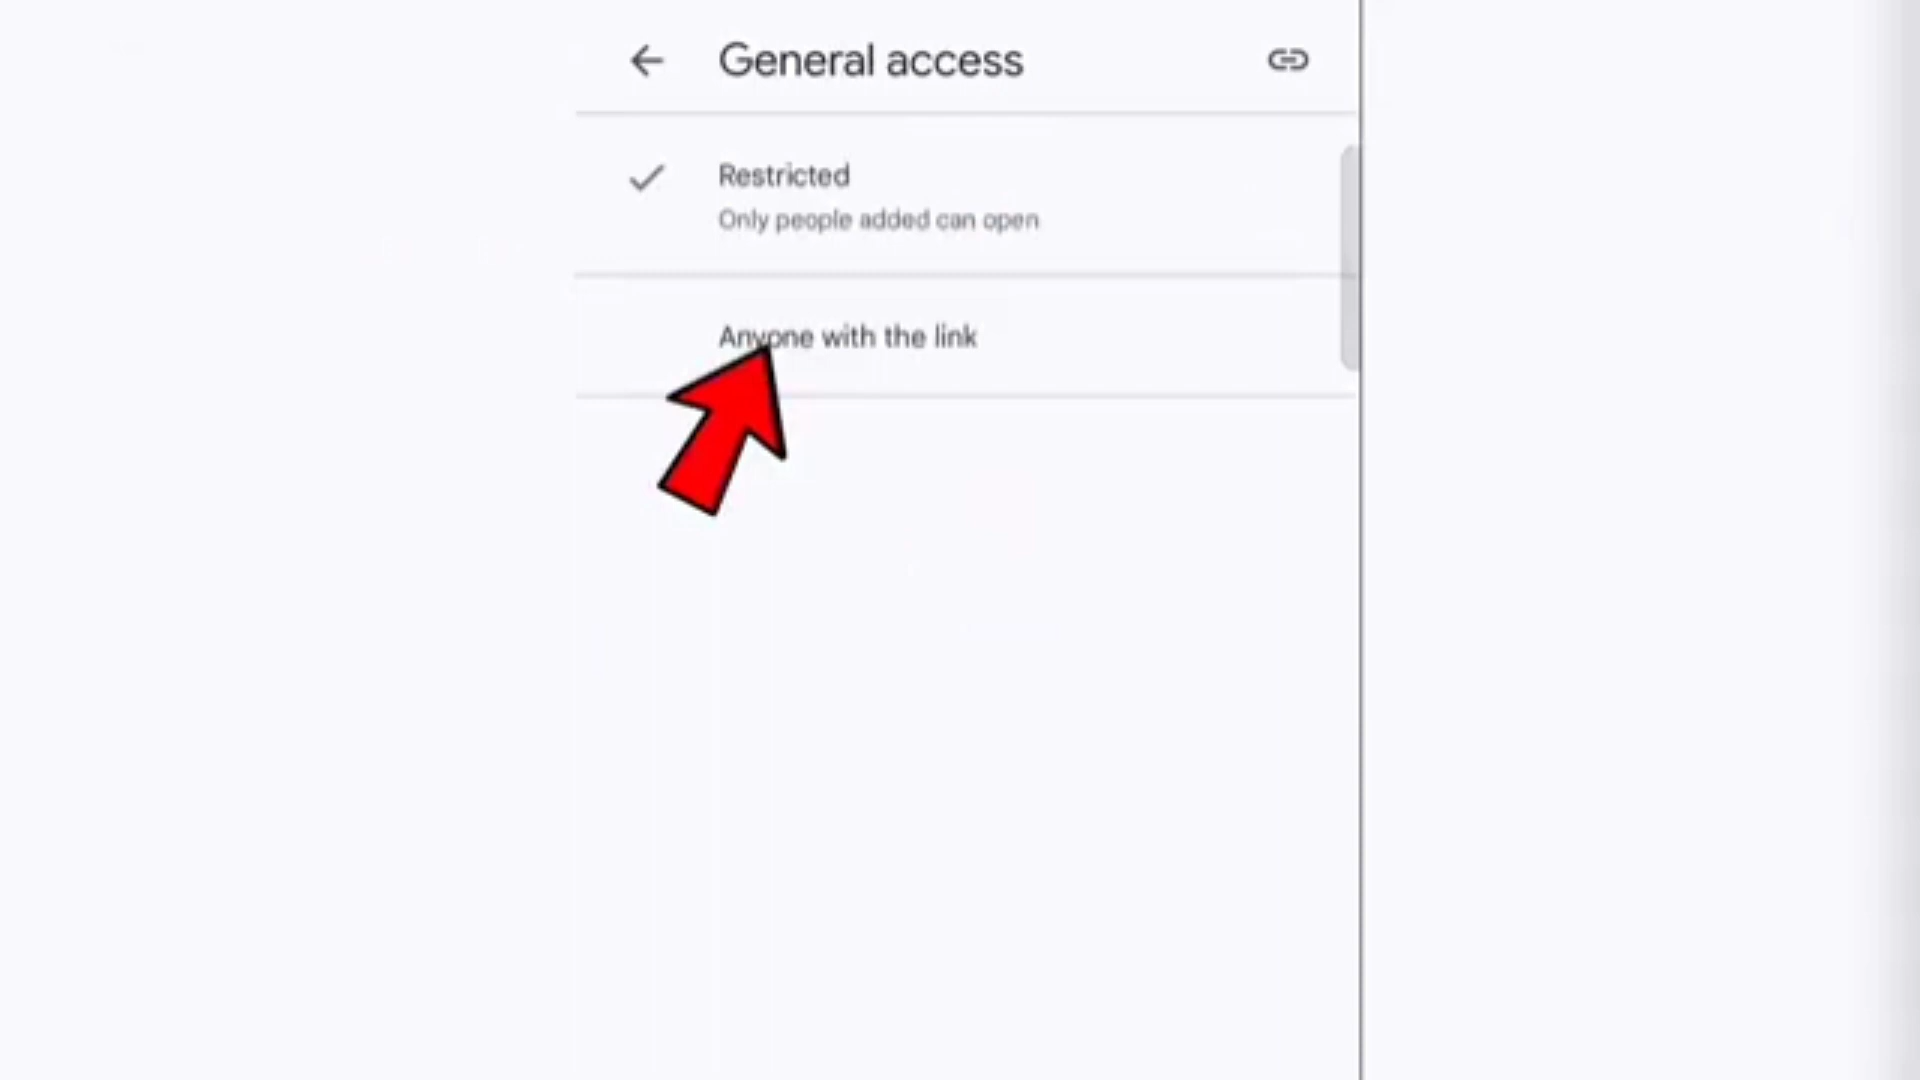 General access
Restricted
Only people added can open
Anyone with the link